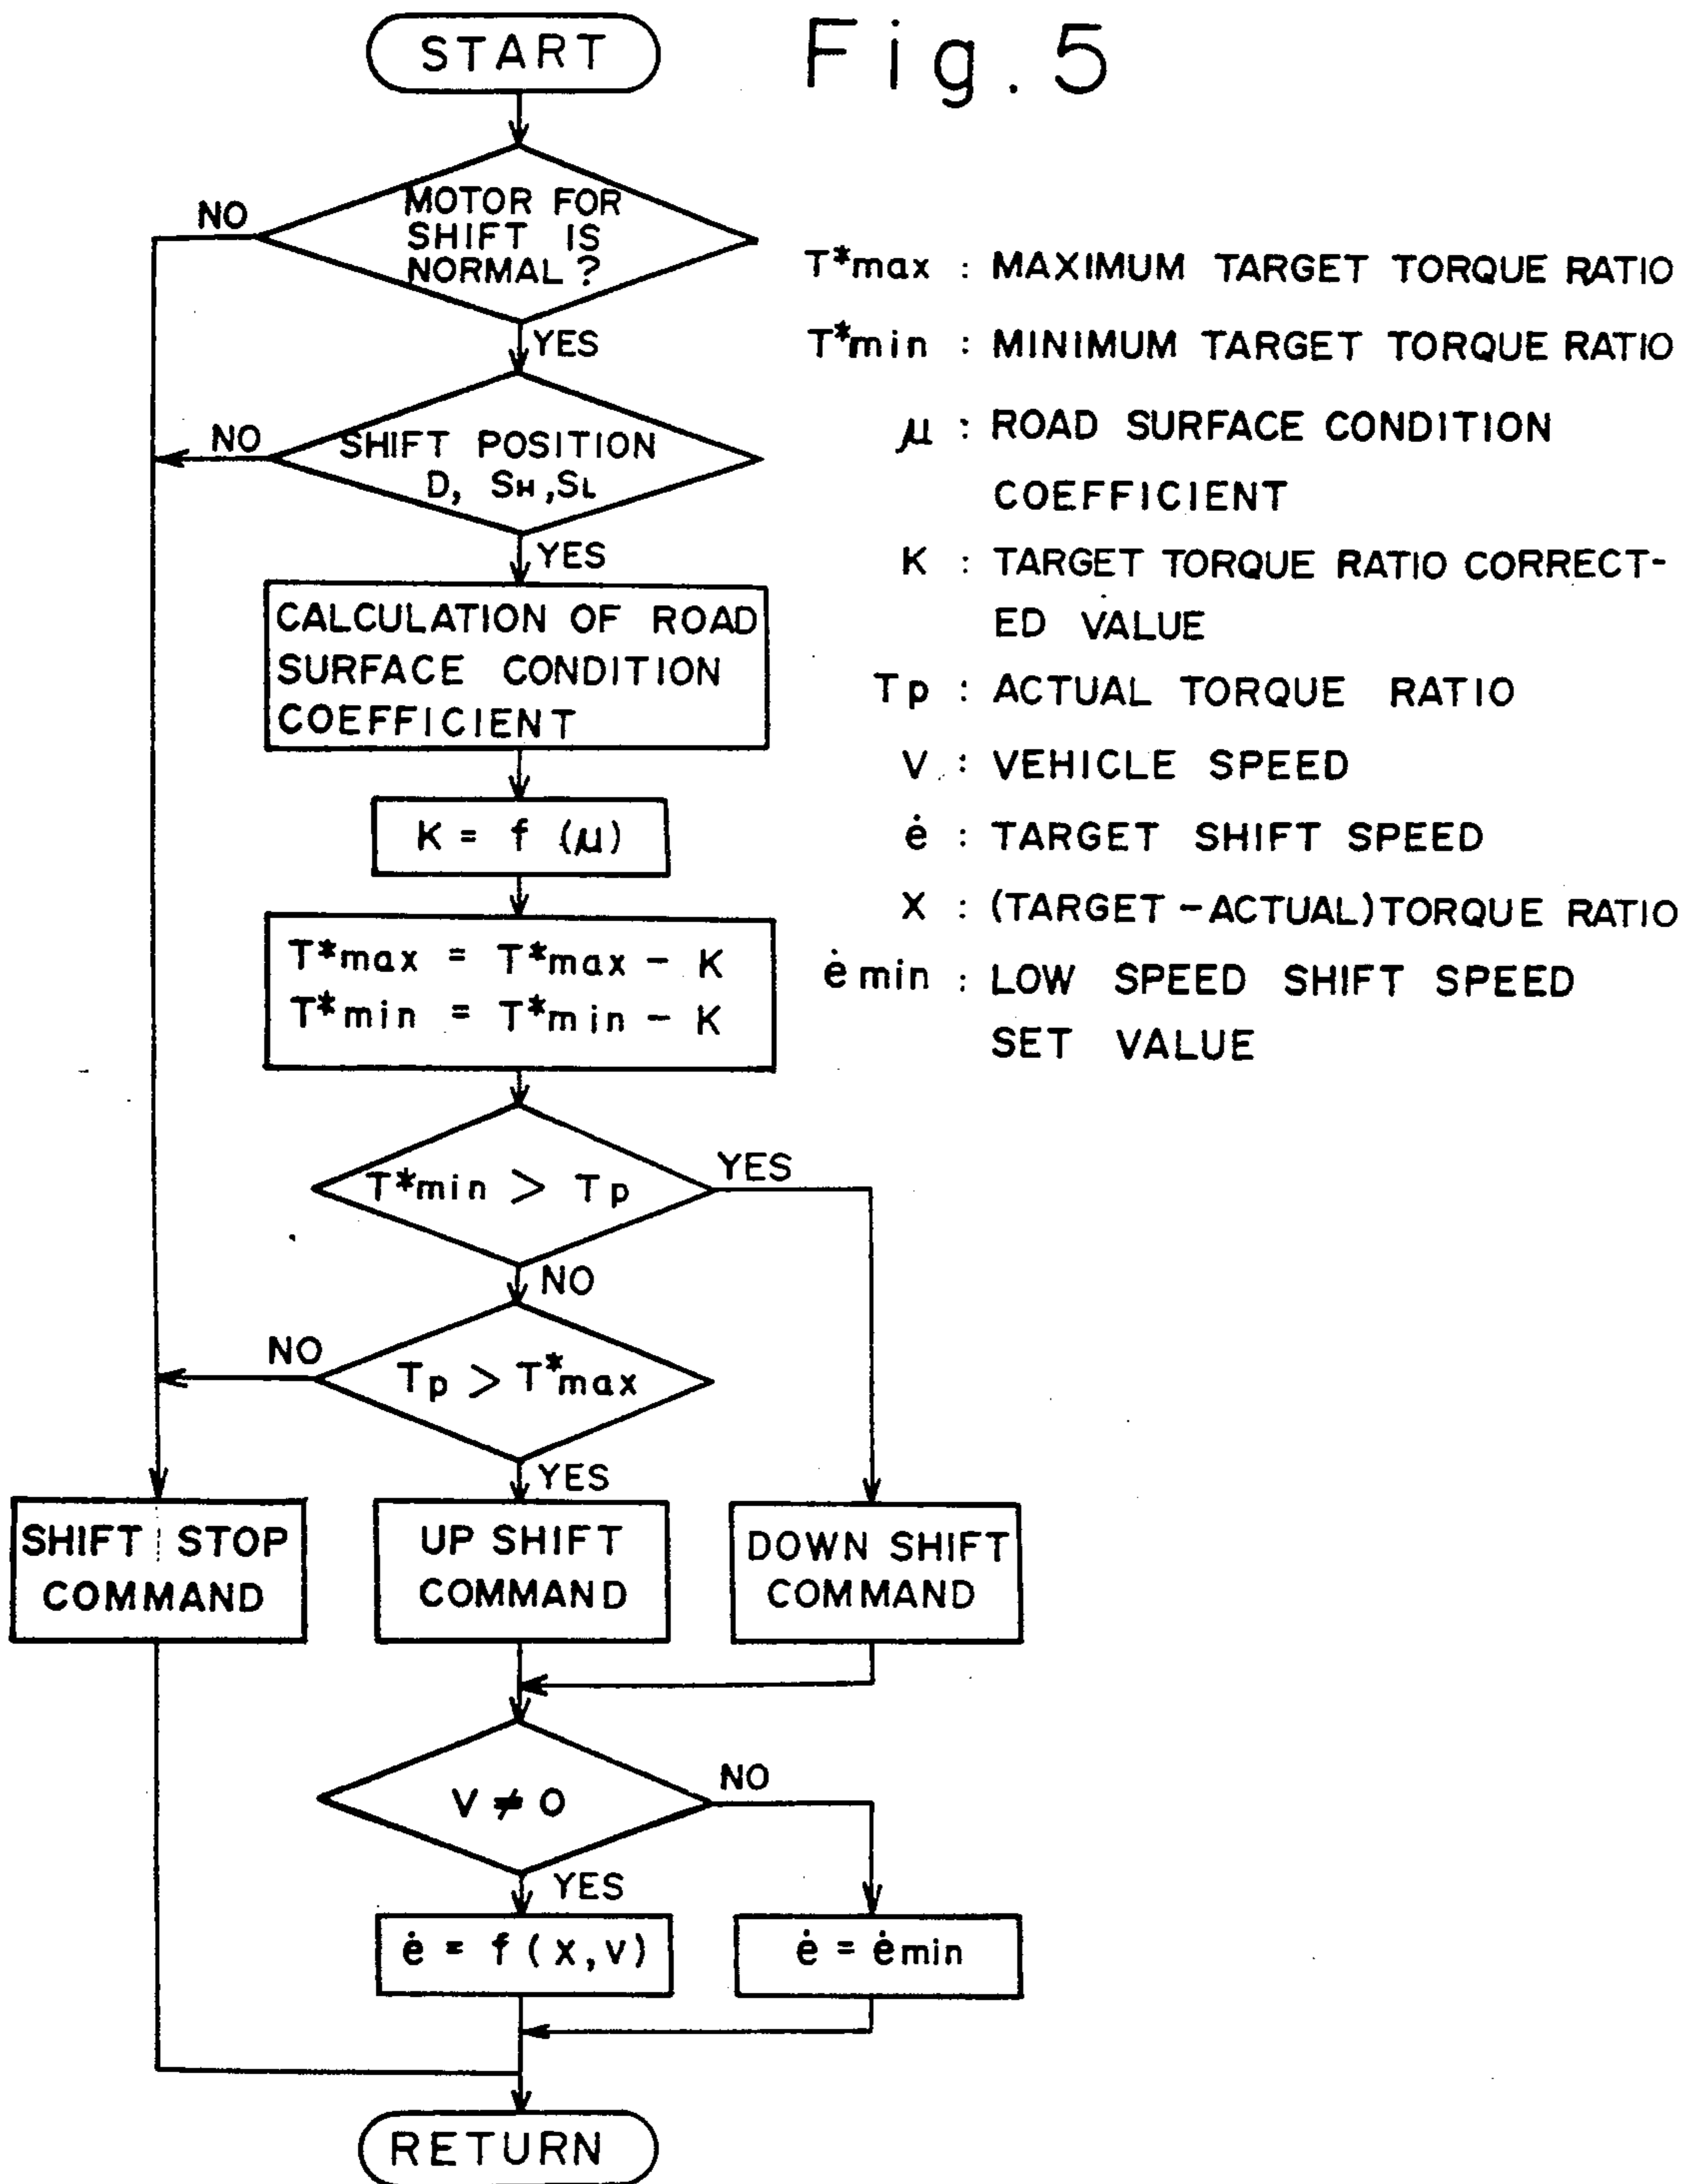 Fig. 5
START
MOTOR FOR
SHIFT IS
NORMAL?
NO
YES
SHIFT POSITION
D, SH, SL
NO
YES
CALCULATION OF ROAD
SURFACE CONDITION
COEFFICIENT
K = f (μ)
T*max = T*max - K
T*min = T*min - K
T*min > Tp
YES
NO
Tp > T*max
NO
YES
SHIFT STOP
COMMAND
UP SHIFT
COMMAND
DOWN SHIFT
COMMAND
V ≠ 0
NO
YES
ė = f (x, v)
ė = ė min
RETURN
T*max : MAXIMUM TARGET TORQUE RATIO
T*min : MINIMUM TARGET TORQUE RATIO
μ : ROAD SURFACE CONDITION
COEFFICIENT
K : TARGET TORQUE RATIO CORRECT-
ED VALUE
Tp : ACTUAL TORQUE RATIO
V : VEHICLE SPEED
ė : TARGET SHIFT SPEED
X : (TARGET - ACTUAL) TORQUE RATIO
ė min : LOW SPEED SHIFT SPEED
SET VALUE